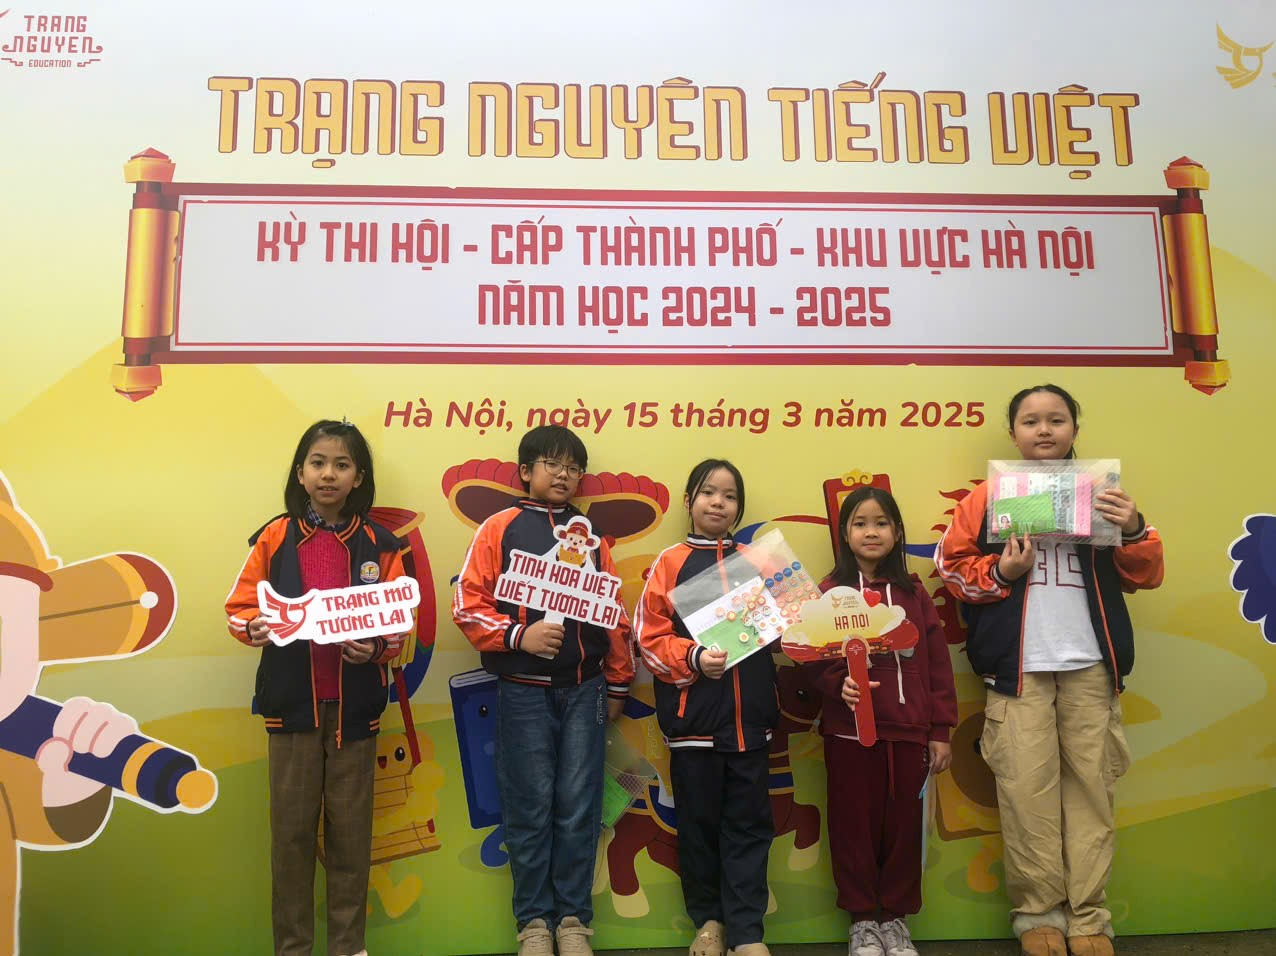 TRANG
NGUYEN
EDUCATION
TRẠNG NGUYÊN TIẾNG VIỆT
KỲ THI HỘI - CẤP THÀNH PHỐ - KHU VỰC HÀ NỘI
NĂM HỌC 2024 - 2025
Hà Nội, ngày 15 tháng 3 năm 2025
TRẠNG MỞ
TƯƠNG LAI
TINH HOA VIỆT
VIẾT TƯƠNG LAI
HÀ NỘI